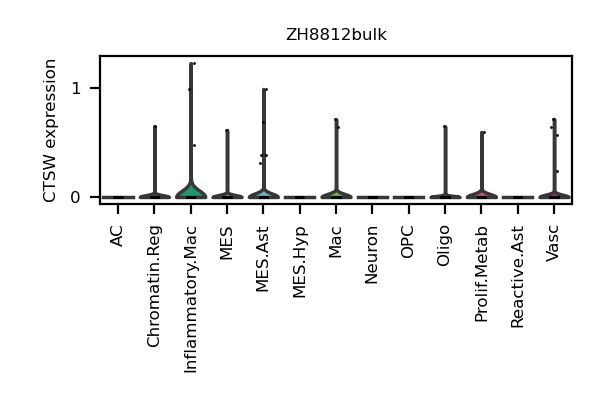 ZH8812bulk
CTSW expression
1
0
AC
Chromatin.Reg
Inflammatory.Mac
MES
MES.Ast
MES.Hyp
Mac
Neuron
OPC
Oligo
Prolif.Metab
Reactive.Ast
Vasc